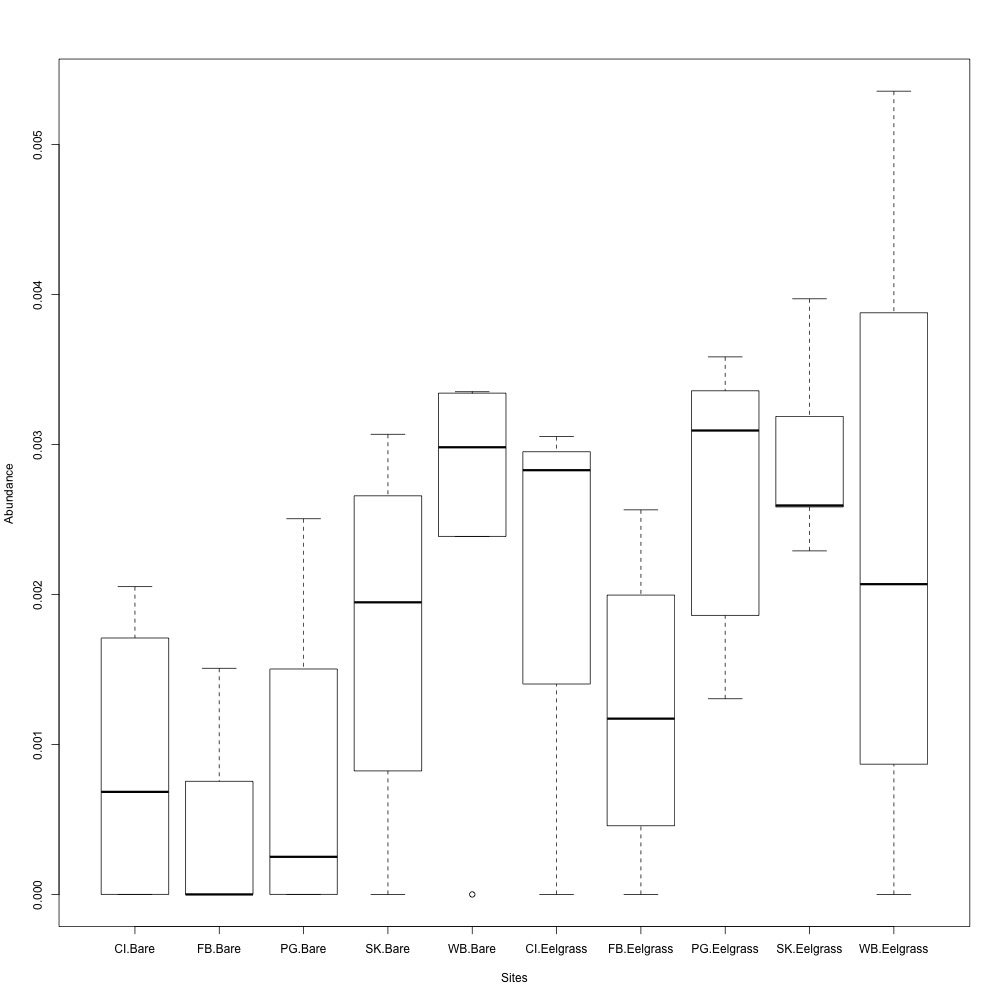 Abundance
0.005
0.004
0.003
0.002
0.001
0.000
CI.Bare FB.Bare PG.Bare SK.Bare WB.Bare CI.Eelgrass FB.Eelgrass PG.Eelgrass SK.Eelgrass WB.Eelgrass
Sites